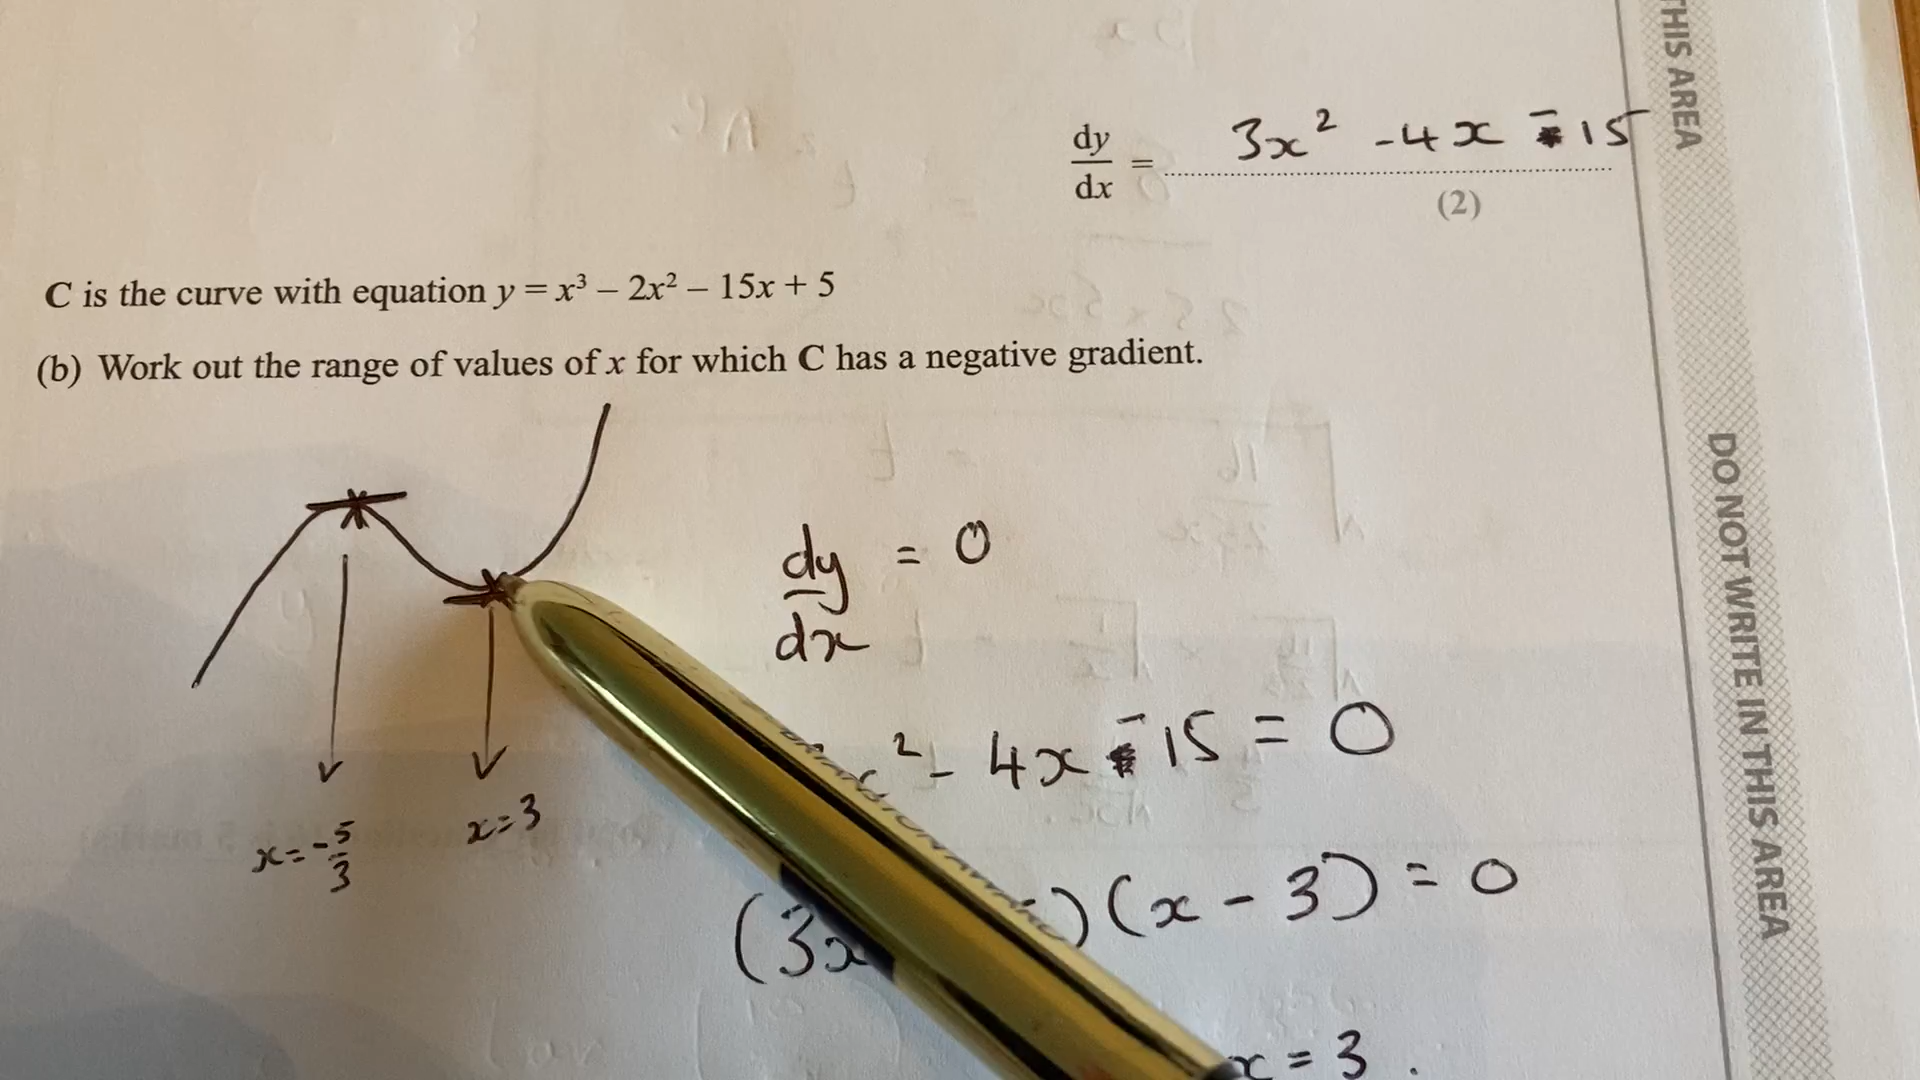 THIS AREA
dy/dx = 3x² - 4x - 15
(2)
C is the curve with equation y = x³ – 2x² – 15x + 5
(b) Work out the range of values of x for which C has a negative gradient.
dy/dx = 0
² - 4x - 15 = 0
x = -5/3
x = 3
(3x )(x - 3) = 0
x = 3 .
DO NOT WRITE IN THIS AREA